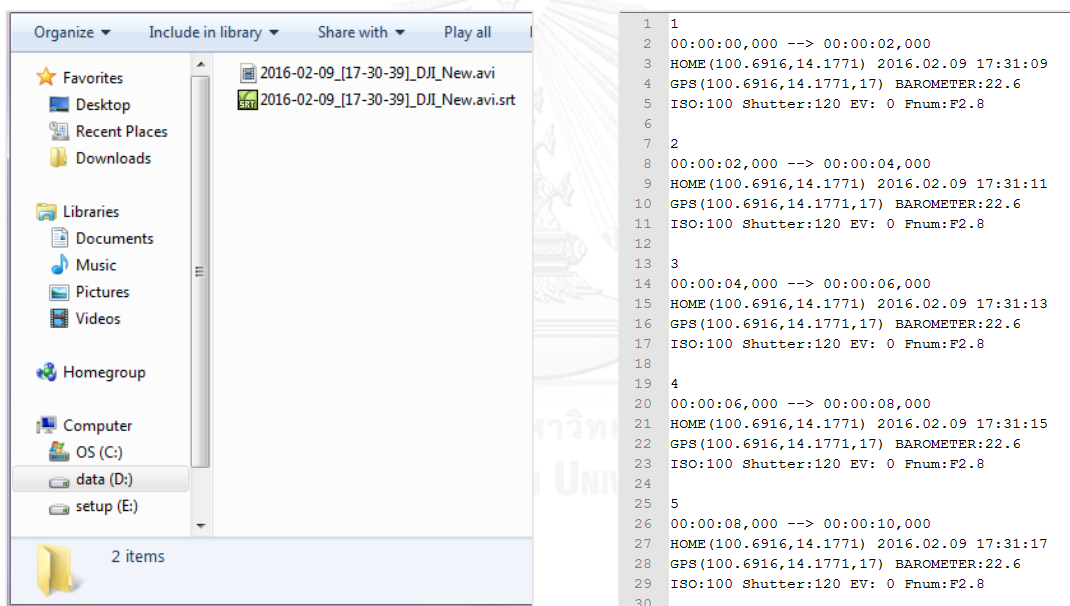 Organize Include in library Share with Play all
Favorites
Desktop
Recent Places
Downloads
Libraries
Documents
Music
Pictures
Videos
Homegroup
Computer
OS (C:)
data (D:)
setup (E:)
2016-02-09_[17-30-39]_DJI_New.avi
SRT 2016-02-09_[17-30-39]_DJI_New.avi.srt
2 items
1 1
2 00:00:00,000 --> 00:00:02,000
3 HOME(100.6916,14.1771) 2016.02.09 17:31:09
4 GPS(100.6916,14.1771,17) BAROMETER:22.6
5 ISO:100 Shutter:120 EV: 0 Fnum:F2.8
6
7 2
8 00:00:02,000 --> 00:00:04,000
9 HOME(100.6916,14.1771) 2016.02.09 17:31:11
10 GPS(100.6916,14.1771,17) BAROMETER:22.6
11 ISO:100 Shutter:120 EV: 0 Fnum:F2.8
12
13 3
14 00:00:04,000 --> 00:00:06,000
15 HOME(100.6916,14.1771) 2016.02.09 17:31:13
16 GPS(100.6916,14.1771,17) BAROMETER:22.6
17 ISO:100 Shutter:120 EV: 0 Fnum:F2.8
18
19 4
20 00:00:06,000 --> 00:00:08,000
21 HOME(100.6916,14.1771) 2016.02.09 17:31:15
22 GPS(100.6916,14.1771,17) BAROMETER:22.6
23 ISO:100 Shutter:120 EV: 0 Fnum:F2.8
24
25 5
26 00:00:08,000 --> 00:00:10,000
27 HOME(100.6916,14.1771) 2016.02.09 17:31:17
28 GPS(100.6916,14.1771,17) BAROMETER:22.6
29 ISO:100 Shutter:120 EV: 0 Fnum:F2.8
30